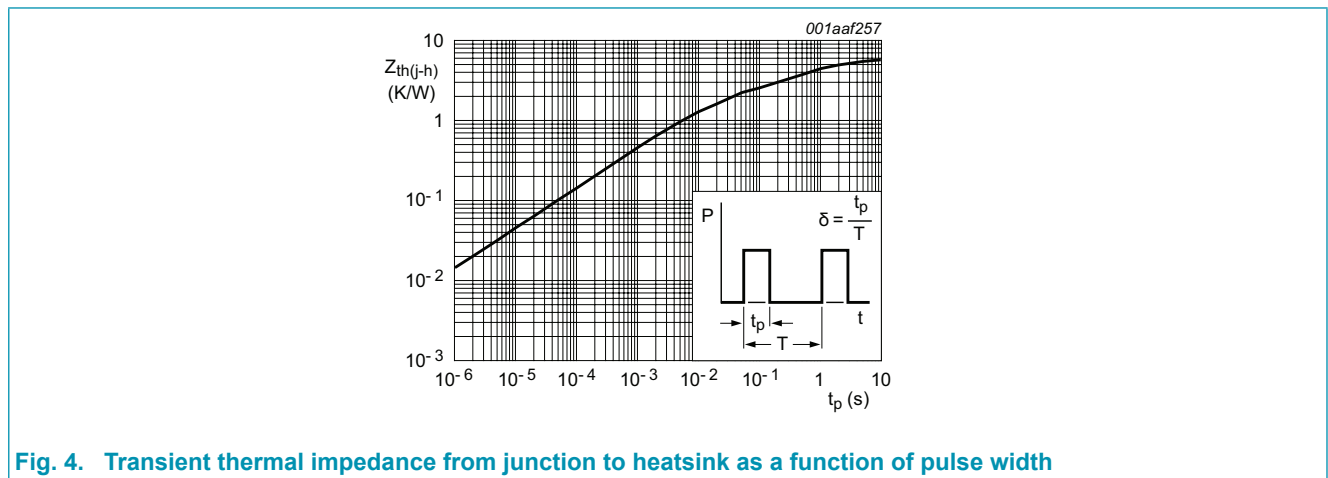 001aaf257
10
Zth(j-h)
(K/W)
1
10-1
10-2
10-3
10-6 10-5 10-4 10-3 10-2 10-1 1 10
tp (s)
P
δ = tp/T
tp
t
T
Fig. 4. Transient thermal impedance from junction to heatsink as a function of pulse width